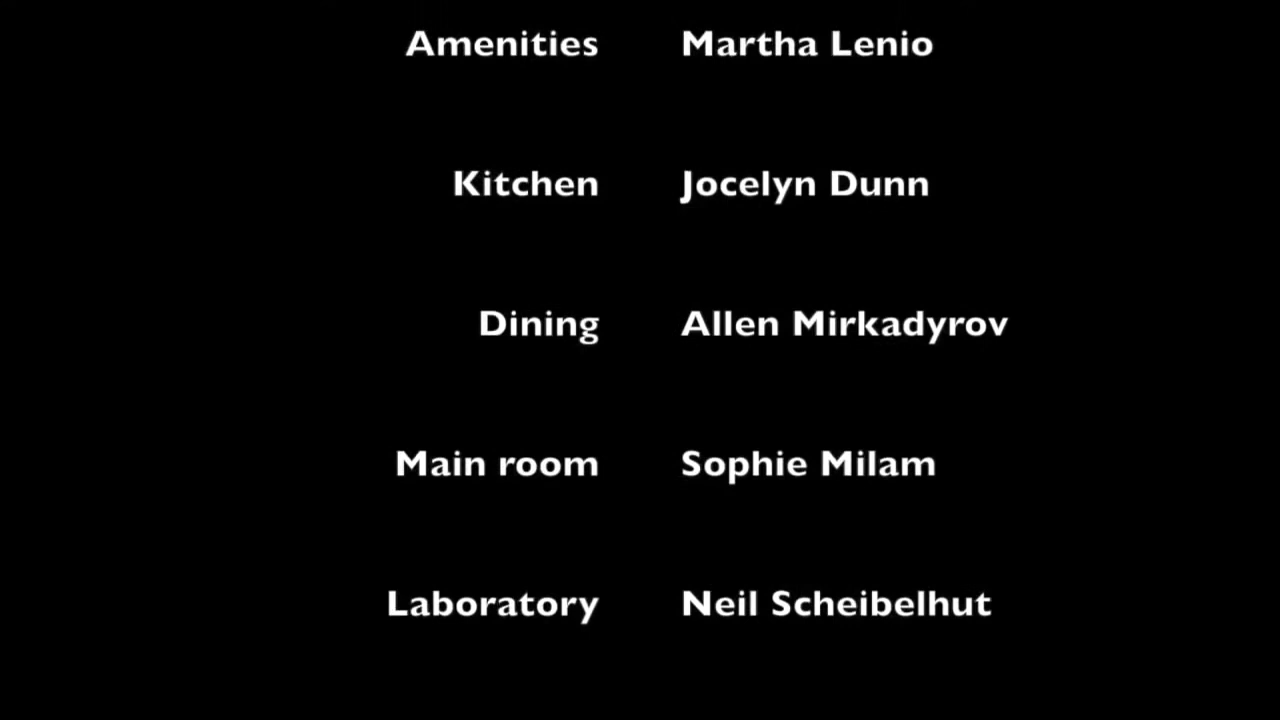 Amenities Martha Lenio
Kitchen Jocelyn Dunn
Dining Allen Mirkadyrov
Main room Sophie Milam
Laboratory Neil Scheibelhut